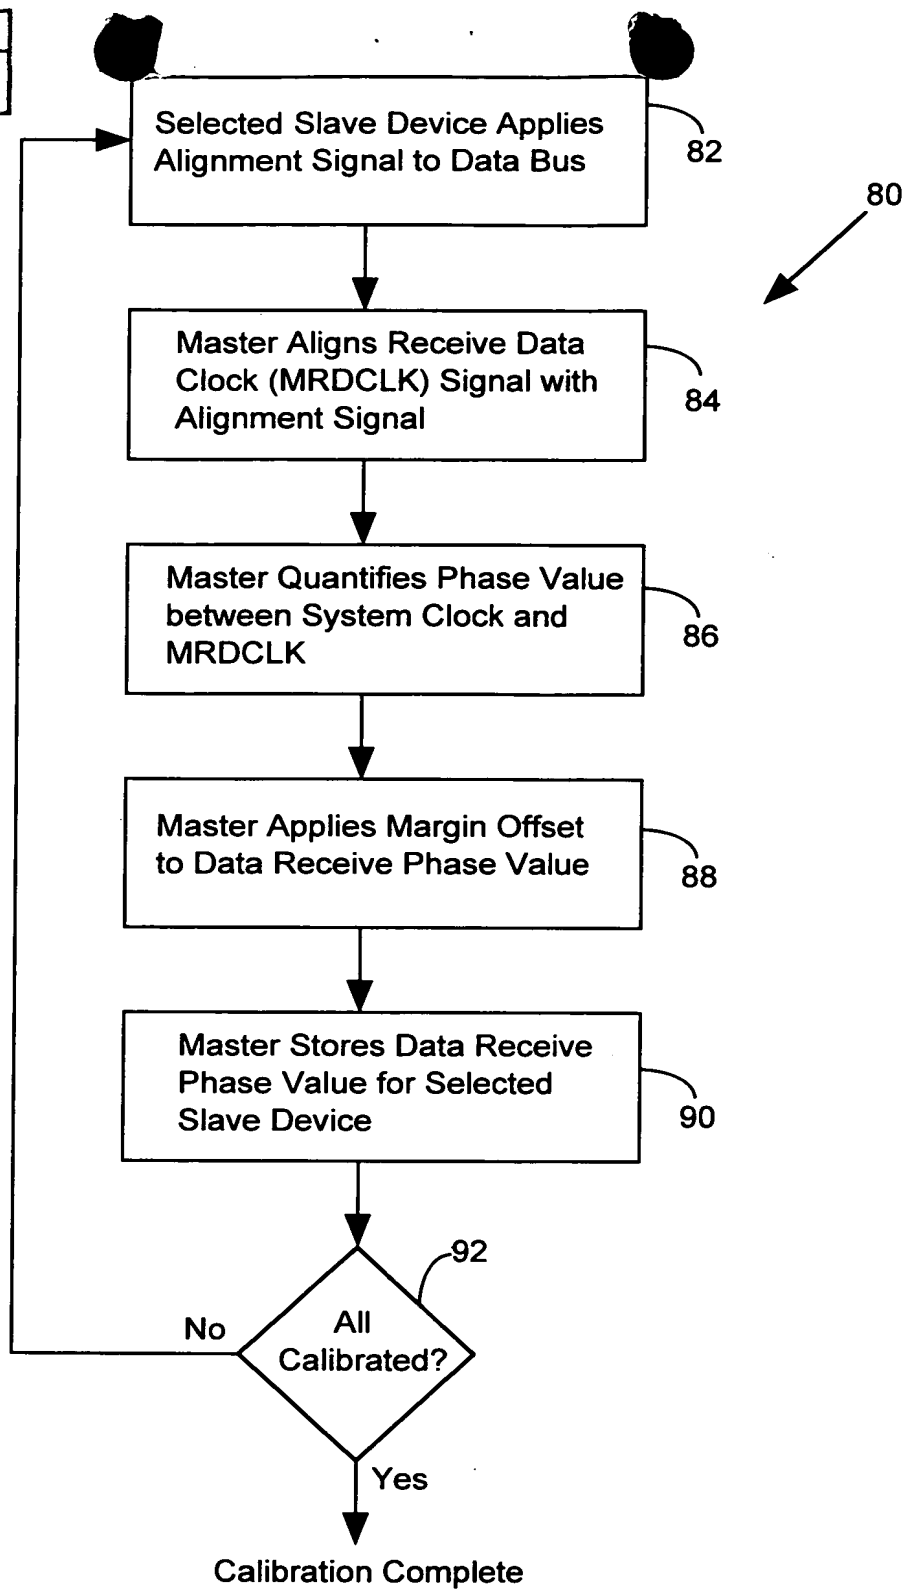 Selected Slave Device Applies
Alignment Signal to Data Bus
82
80
Master Aligns Receive Data
Clock (MRDCLK) Signal with
Alignment Signal
84
Master Quantifies Phase Value
between System Clock and
MRDCLK
86
Master Applies Margin Offset
to Data Receive Phase Value
88
Master Stores Data Receive
Phase Value for Selected
Slave Device
90
92
All
Calibrated?
No
Yes
Calibration Complete